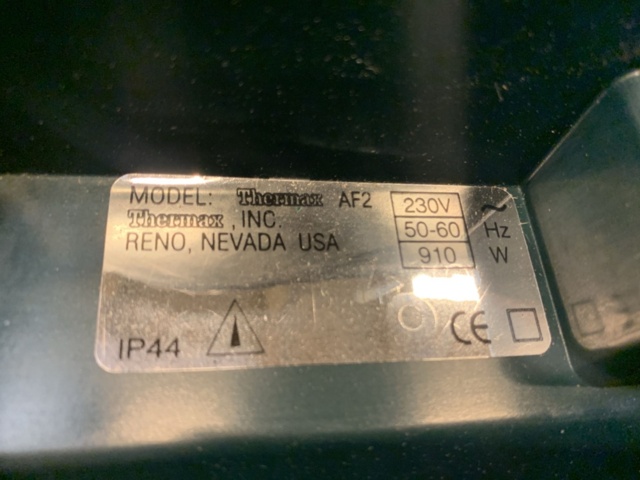 MODEL: Thermax AF2
Thermax, INC.
RENO, NEVADA USA
230V ~
50-60 Hz
910 W
IP44
CE